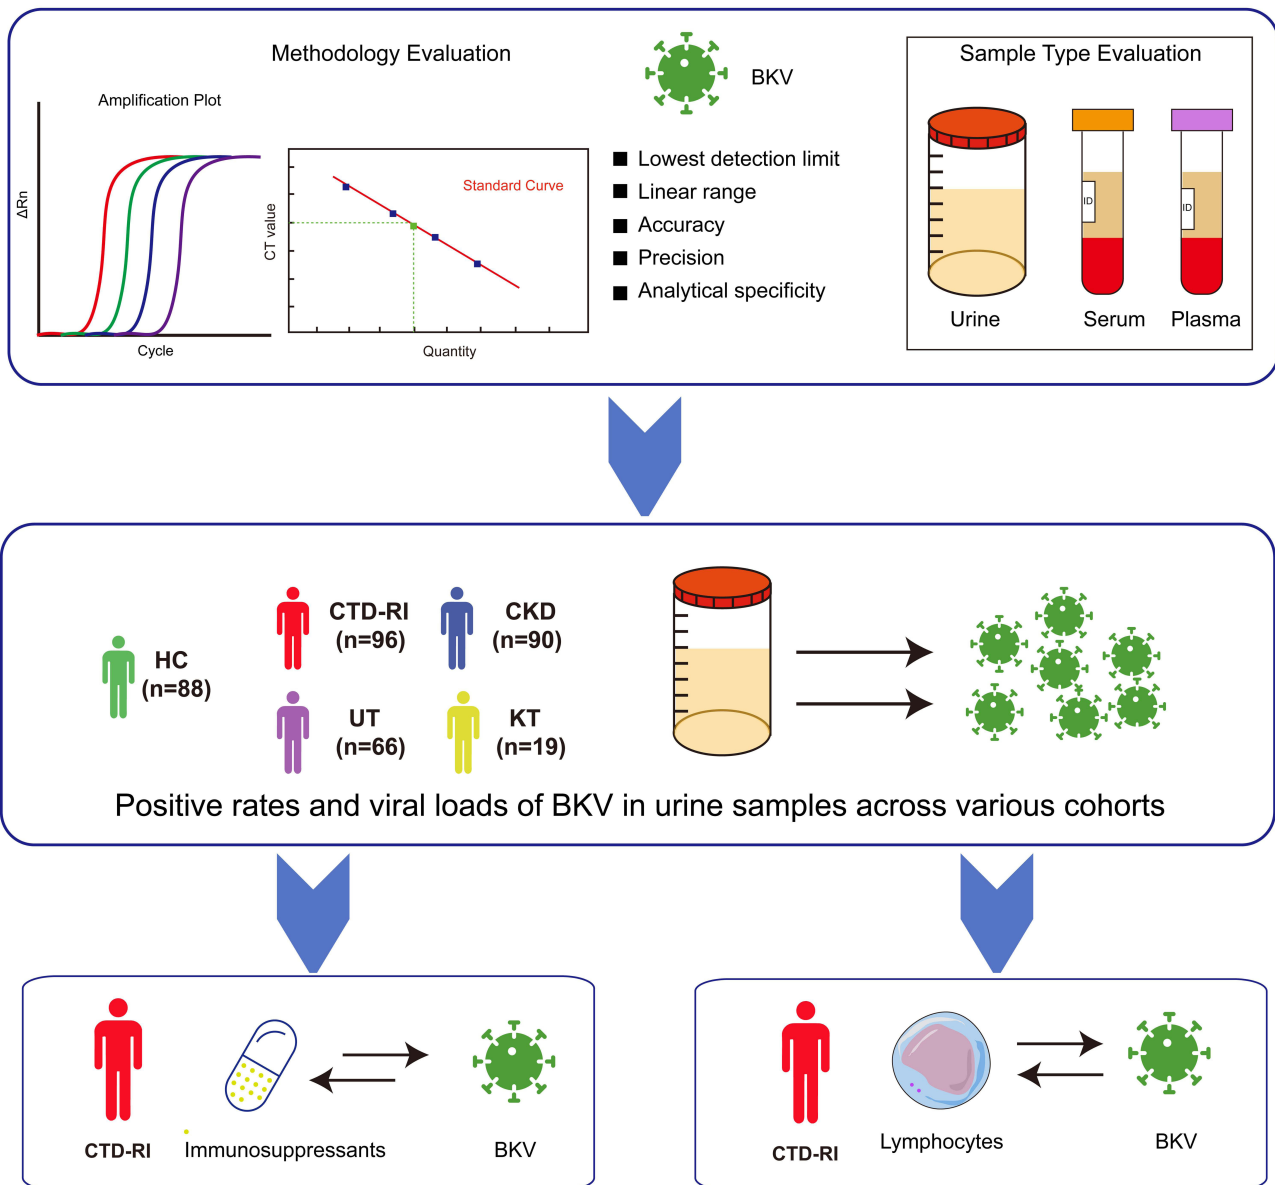 Methodology Evaluation
Amplification Plot
ΔRn
Cycle
Standard Curve
CT value
Quantity
BKV
Lowest detection limit
Linear range
Accuracy
Precision
Analytical specificity
Sample Type Evaluation
ID
ID
Urine
Serum
Plasma
HC
(n=88)
CTD-RI
(n=96)
CKD
(n=90)
UT
(n=66)
KT
(n=19)
Positive rates and viral loads of BKV in urine samples across various cohorts
CTD-RI
Immunosuppressants
BKV
CTD-RI
Lymphocytes
BKV